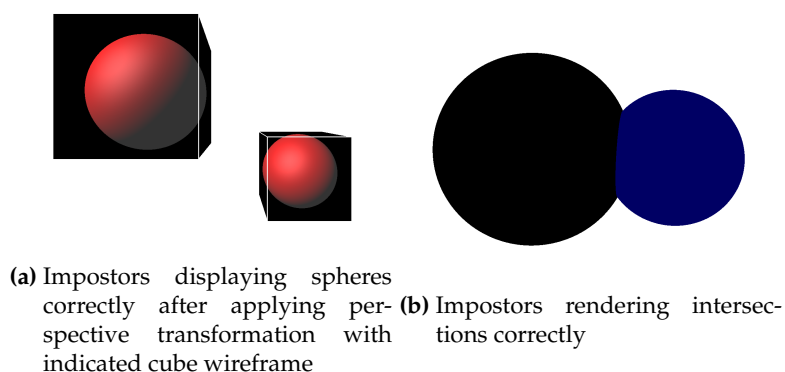 (a) Impostors displaying spheres
correctly after applying per-
spective transformation with
indicated cube wireframe
(b) Impostors rendering intersec-
tions correctly